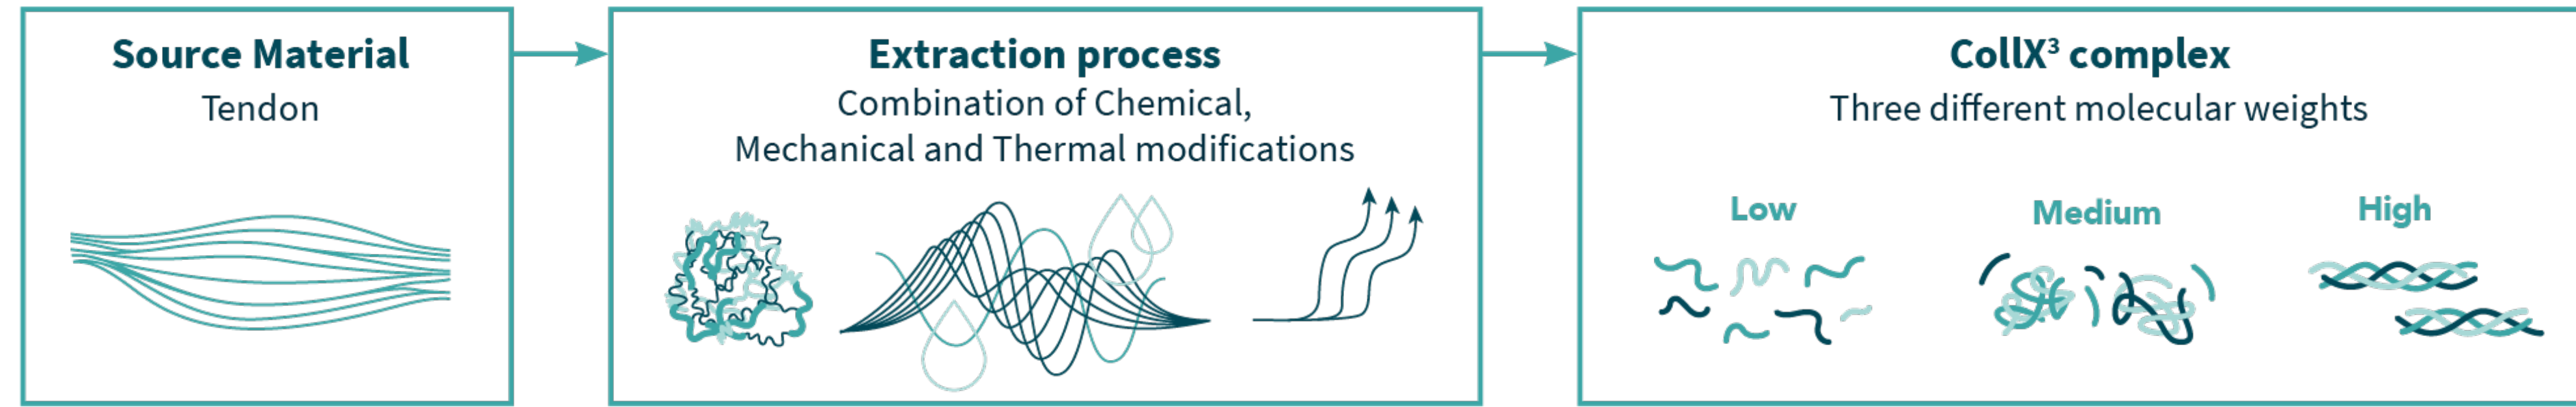 Source Material
Tendon
Extraction process
Combination of Chemical,
Mechanical and Thermal modifications
CollX³ complex
Three different molecular weights
Low
Medium
High